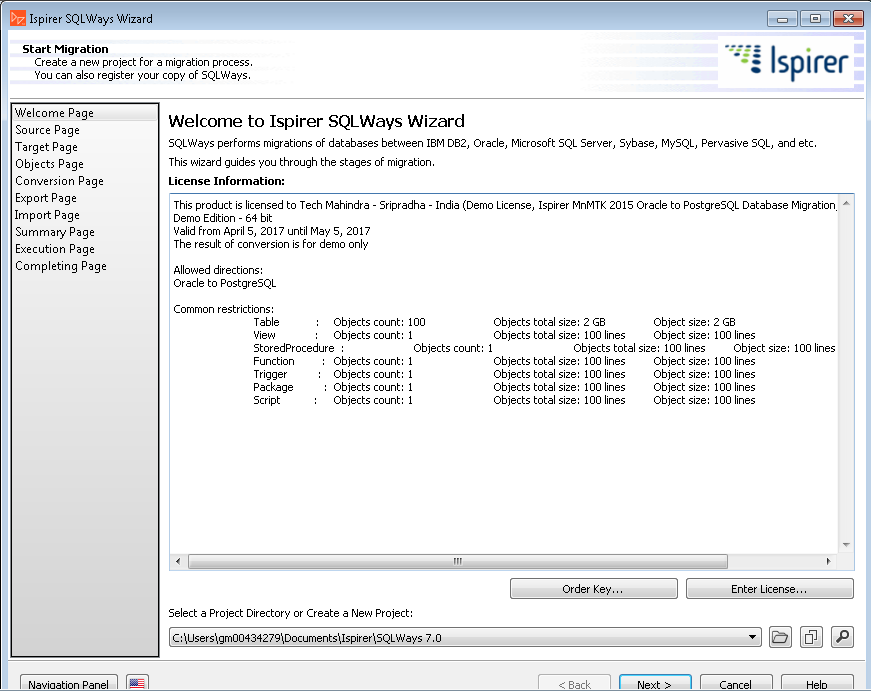 Ispirer SQLWays Wizard
Start Migration
Create a new project for a migration process.
You can also register your copy of SQLWays.
Ispirer
Welcome Page
Source Page
Target Page
Objects Page
Conversion Page
Export Page
Import Page
Summary Page
Execution Page
Completing Page
Welcome to Ispirer SQLWays Wizard
SQLWays performs migrations of databases between IBM DB2, Oracle, Microsoft SQL Server, Sybase, MySQL, Pervasive SQL, and etc.
This wizard guides you through the stages of migration.
License Information:
This product is licensed to Tech Mahindra - Sripradha - India (Demo License, Ispirer MnMTK 2015 Oracle to PostgreSQL Database Migration,
Demo Edition - 64 bit
Valid from April 5, 2017 until May 5, 2017
The result of conversion is for demo only
Allowed directions:
Oracle to PostgreSQL
Common restrictions:
Table : Objects count: 100 Objects total size: 2 GB Object size: 2 GB
View : Objects count: 1 Objects total size: 100 lines Object size: 100 lines
StoredProcedure : Objects count: 1 Objects total size: 100 lines Object size: 100 lines
Function : Objects count: 1 Objects total size: 100 lines Object size: 100 lines
Trigger : Objects count: 1 Objects total size: 100 lines Object size: 100 lines
Package : Objects count: 1 Objects total size: 100 lines Object size: 100 lines
Script : Objects count: 1 Objects total size: 100 lines Object size: 100 lines
Order Key... Enter License...
Select a Project Directory or Create a New Project:
C:\Users\gm00434279\Documents\Ispirer\SQLWays 7.0
Navigation Panel < Back Next > Cancel Help